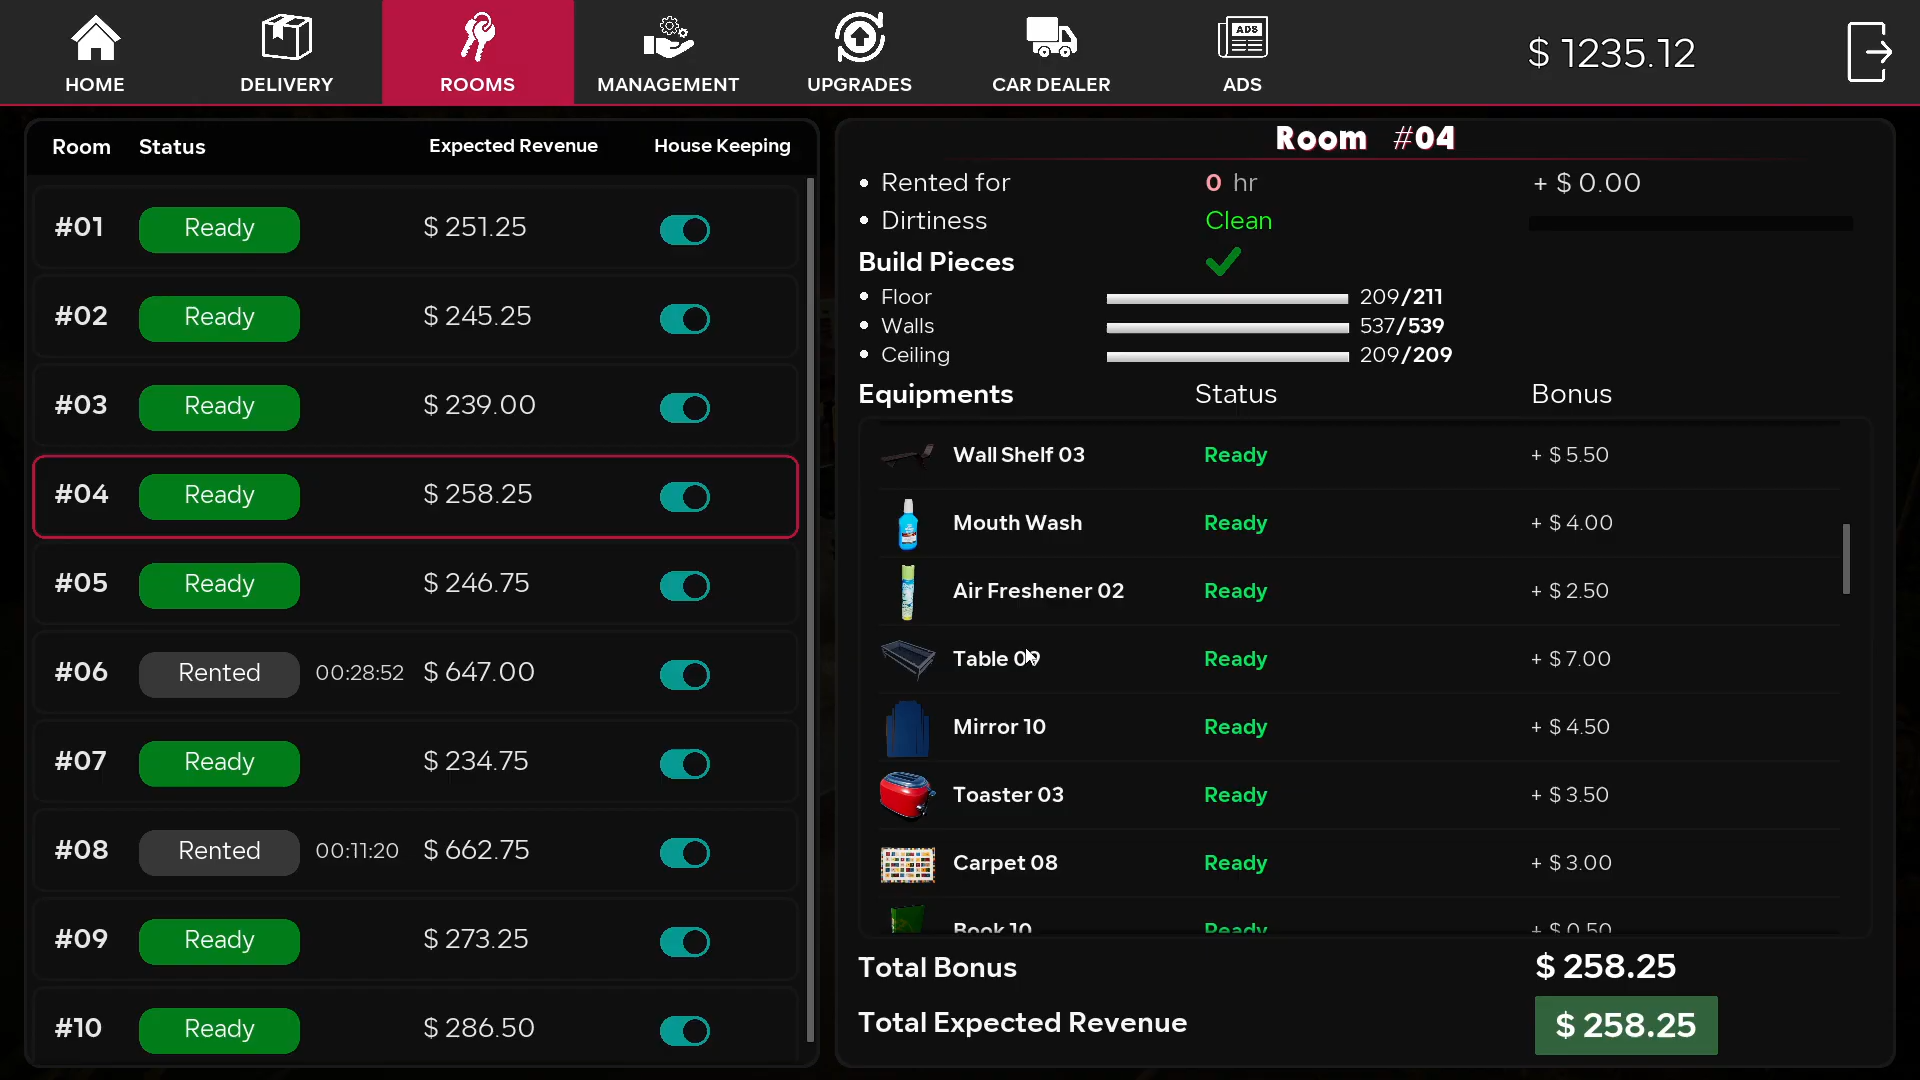 HOME DELIVERY ROOMS MANAGEMENT UPGRADES CAR DEALER ADS ADS $ 1235.12
Room Status Expected Revenue House Keeping
#01 Ready $ 251.25
#02 Ready $ 245.25
#03 Ready $ 239.00
#04 Ready $ 258.25
#05 Ready $ 246.75
#06 Rented 00:28:52 $ 647.00
#07 Ready $ 234.75
#08 Rented 00:11:20 $ 662.75
#09 Ready $ 273.25
#10 Ready $ 286.50
Room #04
• Rented for 0 hr + $ 0.00
• Dirtiness Clean
Build Pieces
• Floor 209/211
• Walls 537/539
• Ceiling 209/209
Equipments Status Bonus
Wall Shelf 03 Ready + $ 5.50
Mouth Wash Ready + $ 4.00
Air Freshener 02 Ready + $ 2.50
Table 09 Ready + $ 7.00
Mirror 10 Ready + $ 4.50
Toaster 03 Ready + $ 3.50
Carpet 08 Ready + $ 3.00
Book 10 Ready + $ 0.50
Total Bonus $ 258.25
Total Expected Revenue $ 258.25